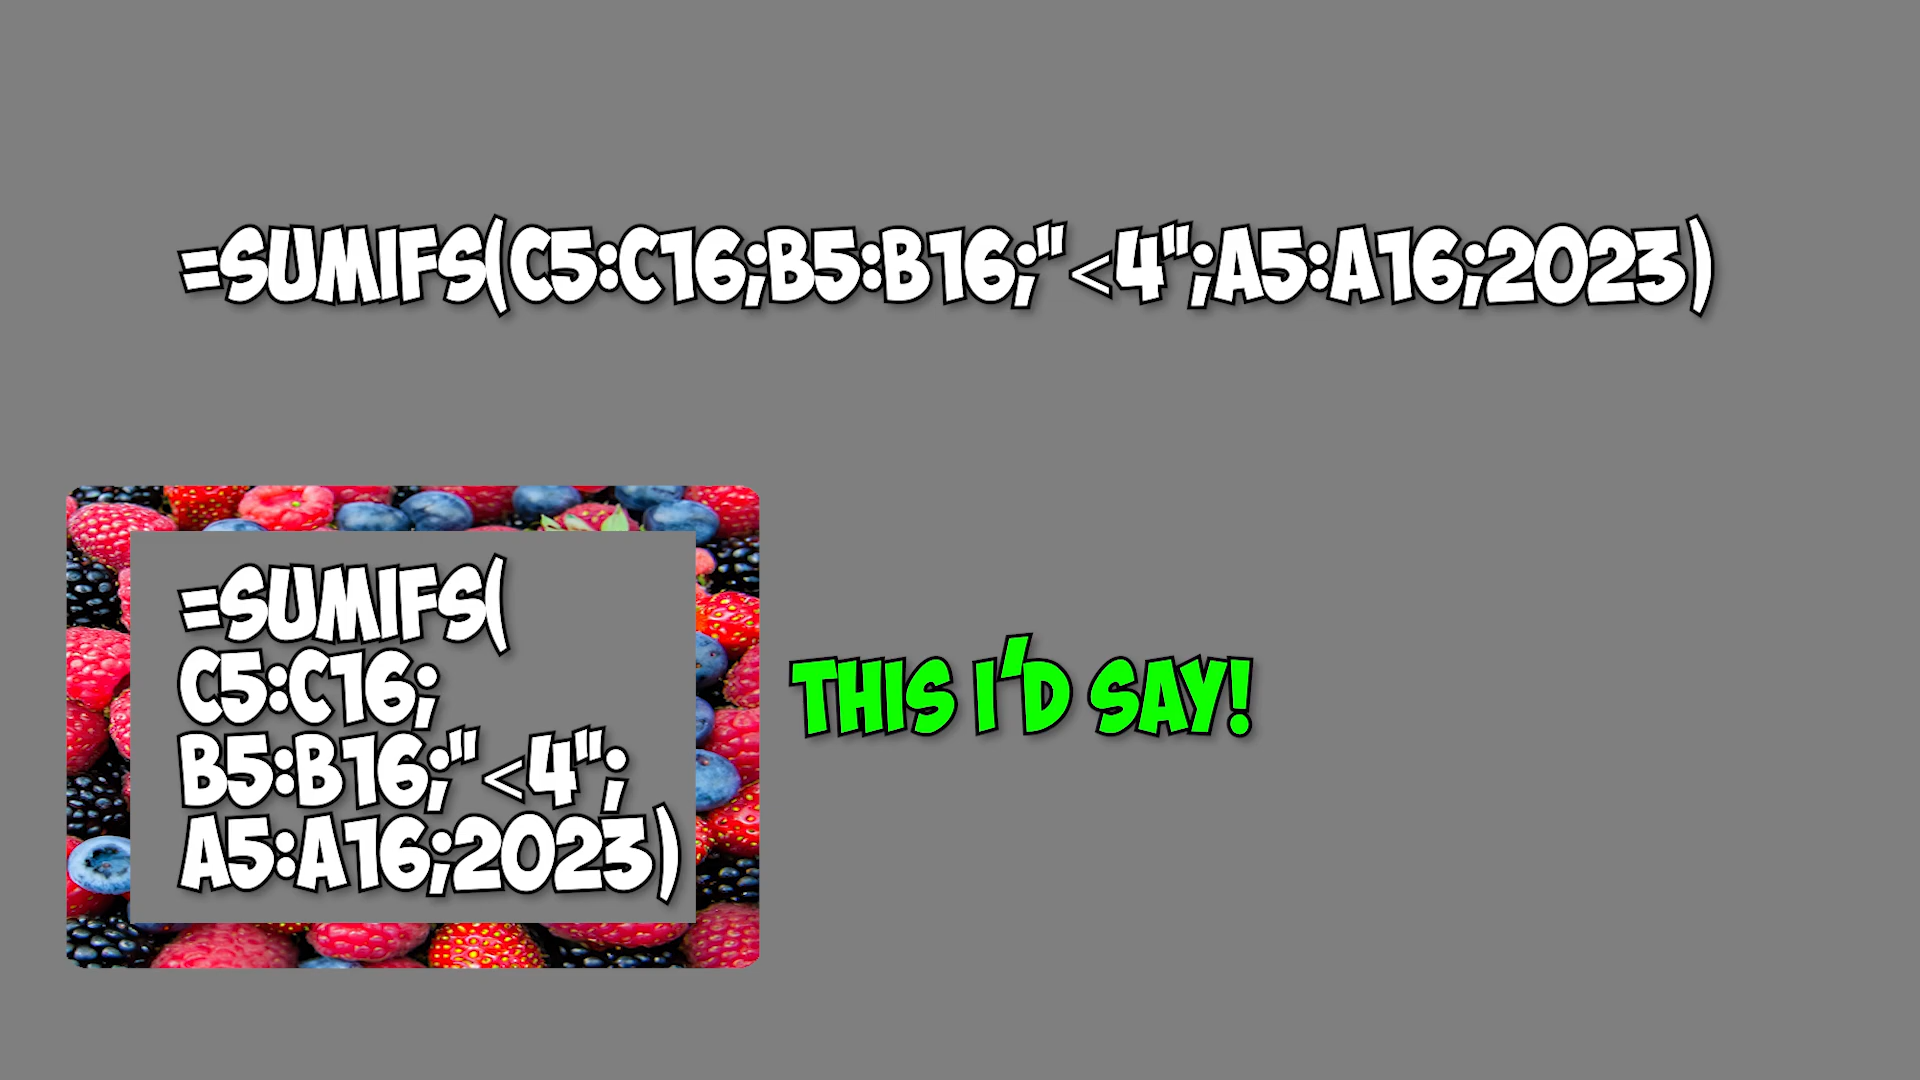 =SUMIFS(C5:C16;B5:B16;"<4";A5:A16;2023)
=SUMIFS(
C5:C16;
B5:B16;"<4";
A5:A16;2023)
THIS I'D SAY!